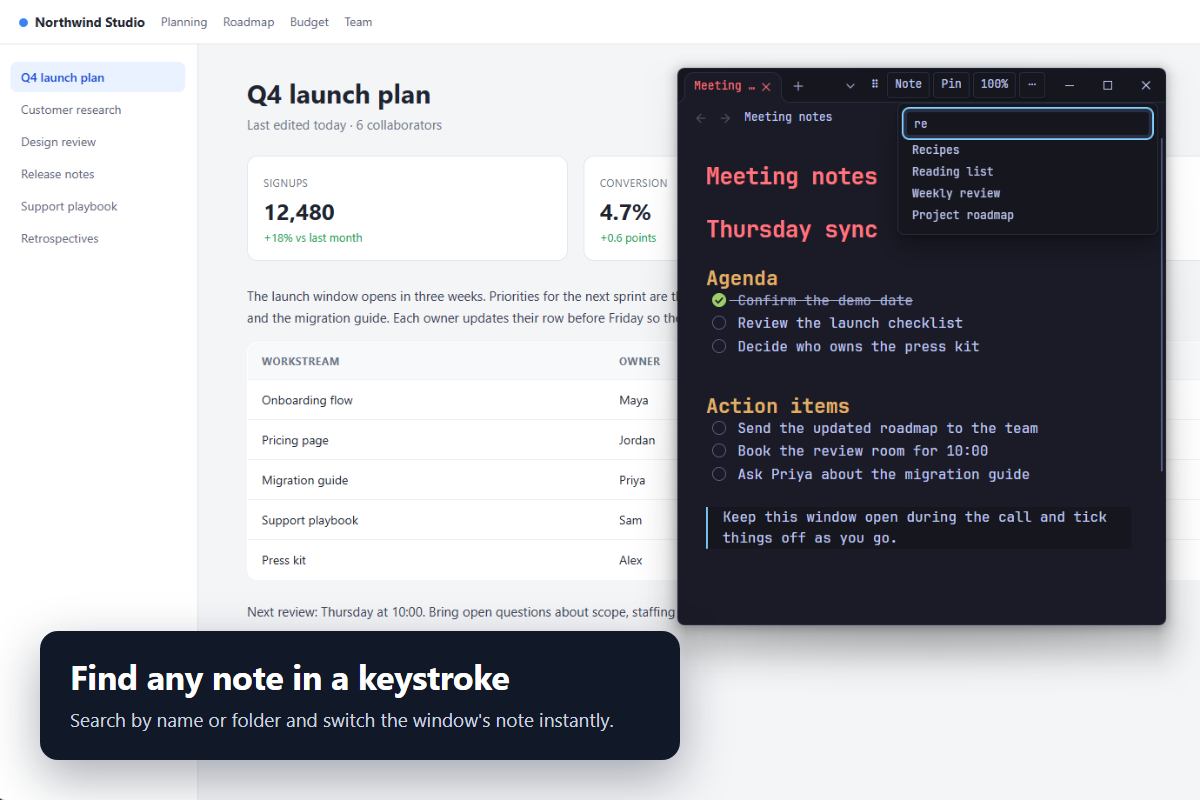 Northwind Studio Planning Roadmap Budget Team
Q4 launch plan
Customer research
Design review
Release notes
Support playbook
Retrospectives
Q4 launch plan
Last edited today · 6 collaborators
SIGNUPS
12,480
+18% vs last month
CONVERSION
4.7%
+0.6 points
The launch window opens in three weeks. Priorities for the next sprint are
and the migration guide. Each owner updates their row before Friday so
WORKSTREAM OWNER
Onboarding flow Maya
Pricing page Jordan
Migration guide Priya
Support playbook Sam
Press kit Alex
Next review: Thursday at 10:00. Bring open questions about scope, staffing
Meeting … Note Pin 100% …
Meeting notes
re
Recipes
Reading list
Weekly review
Project roadmap
Meeting notes
Thursday sync
Agenda
Confirm the demo date
Review the launch checklist
Decide who owns the press kit
Action items
Send the updated roadmap to the team
Book the review room for 10:00
Ask Priya about the migration guide
Keep this window open during the call and tick
things off as you go.
Find any note in a keystroke
Search by name or folder and switch the window's note instantly.